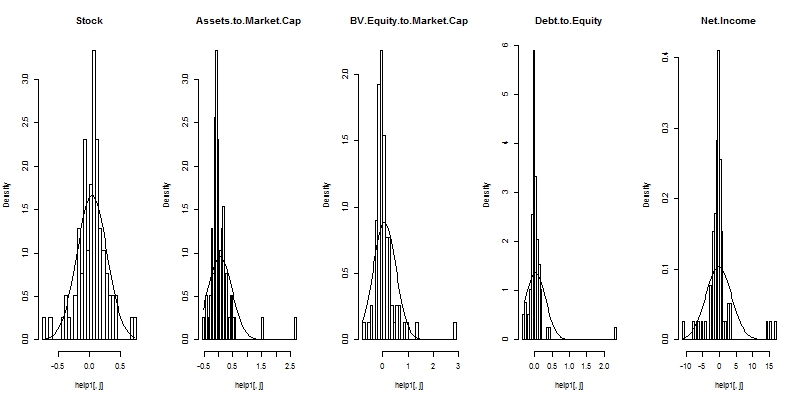 Stock
Density
0.0 0.5 1.0 1.5 2.0 2.5 3.0
-0.5 0.0 0.5
help1[, j]
Assets.to.Market.Cap
Density
0.0 0.5 1.0 1.5 2.0 2.5 3.0
-0.5 0.5 1.5 2.5
help1[, j]
BV.Equity.to.Market.Cap
Density
0.0 0.5 1.0 1.5 2.0
0 1 2 3
help1[, j]
Debt.to.Equity
Density
0 1 2 3 4 5 6
0.0 0.5 1.0 1.5 2.0
help1[, j]
Net.Income
Density
0.0 0.1 0.2 0.3 0.4
-10 -5 0 5 10 15
help1[, j]